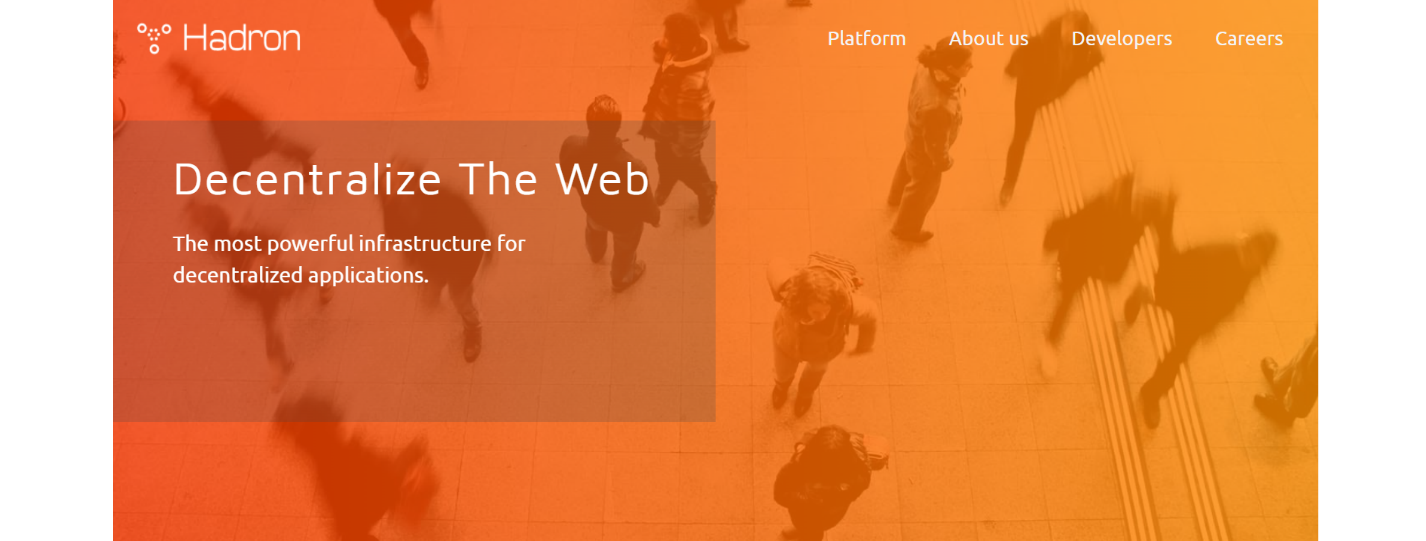 Hadron
Platform
About us
Developers
Careers
Decentralize The Web
The most powerful infrastructure for
decentralized applications.